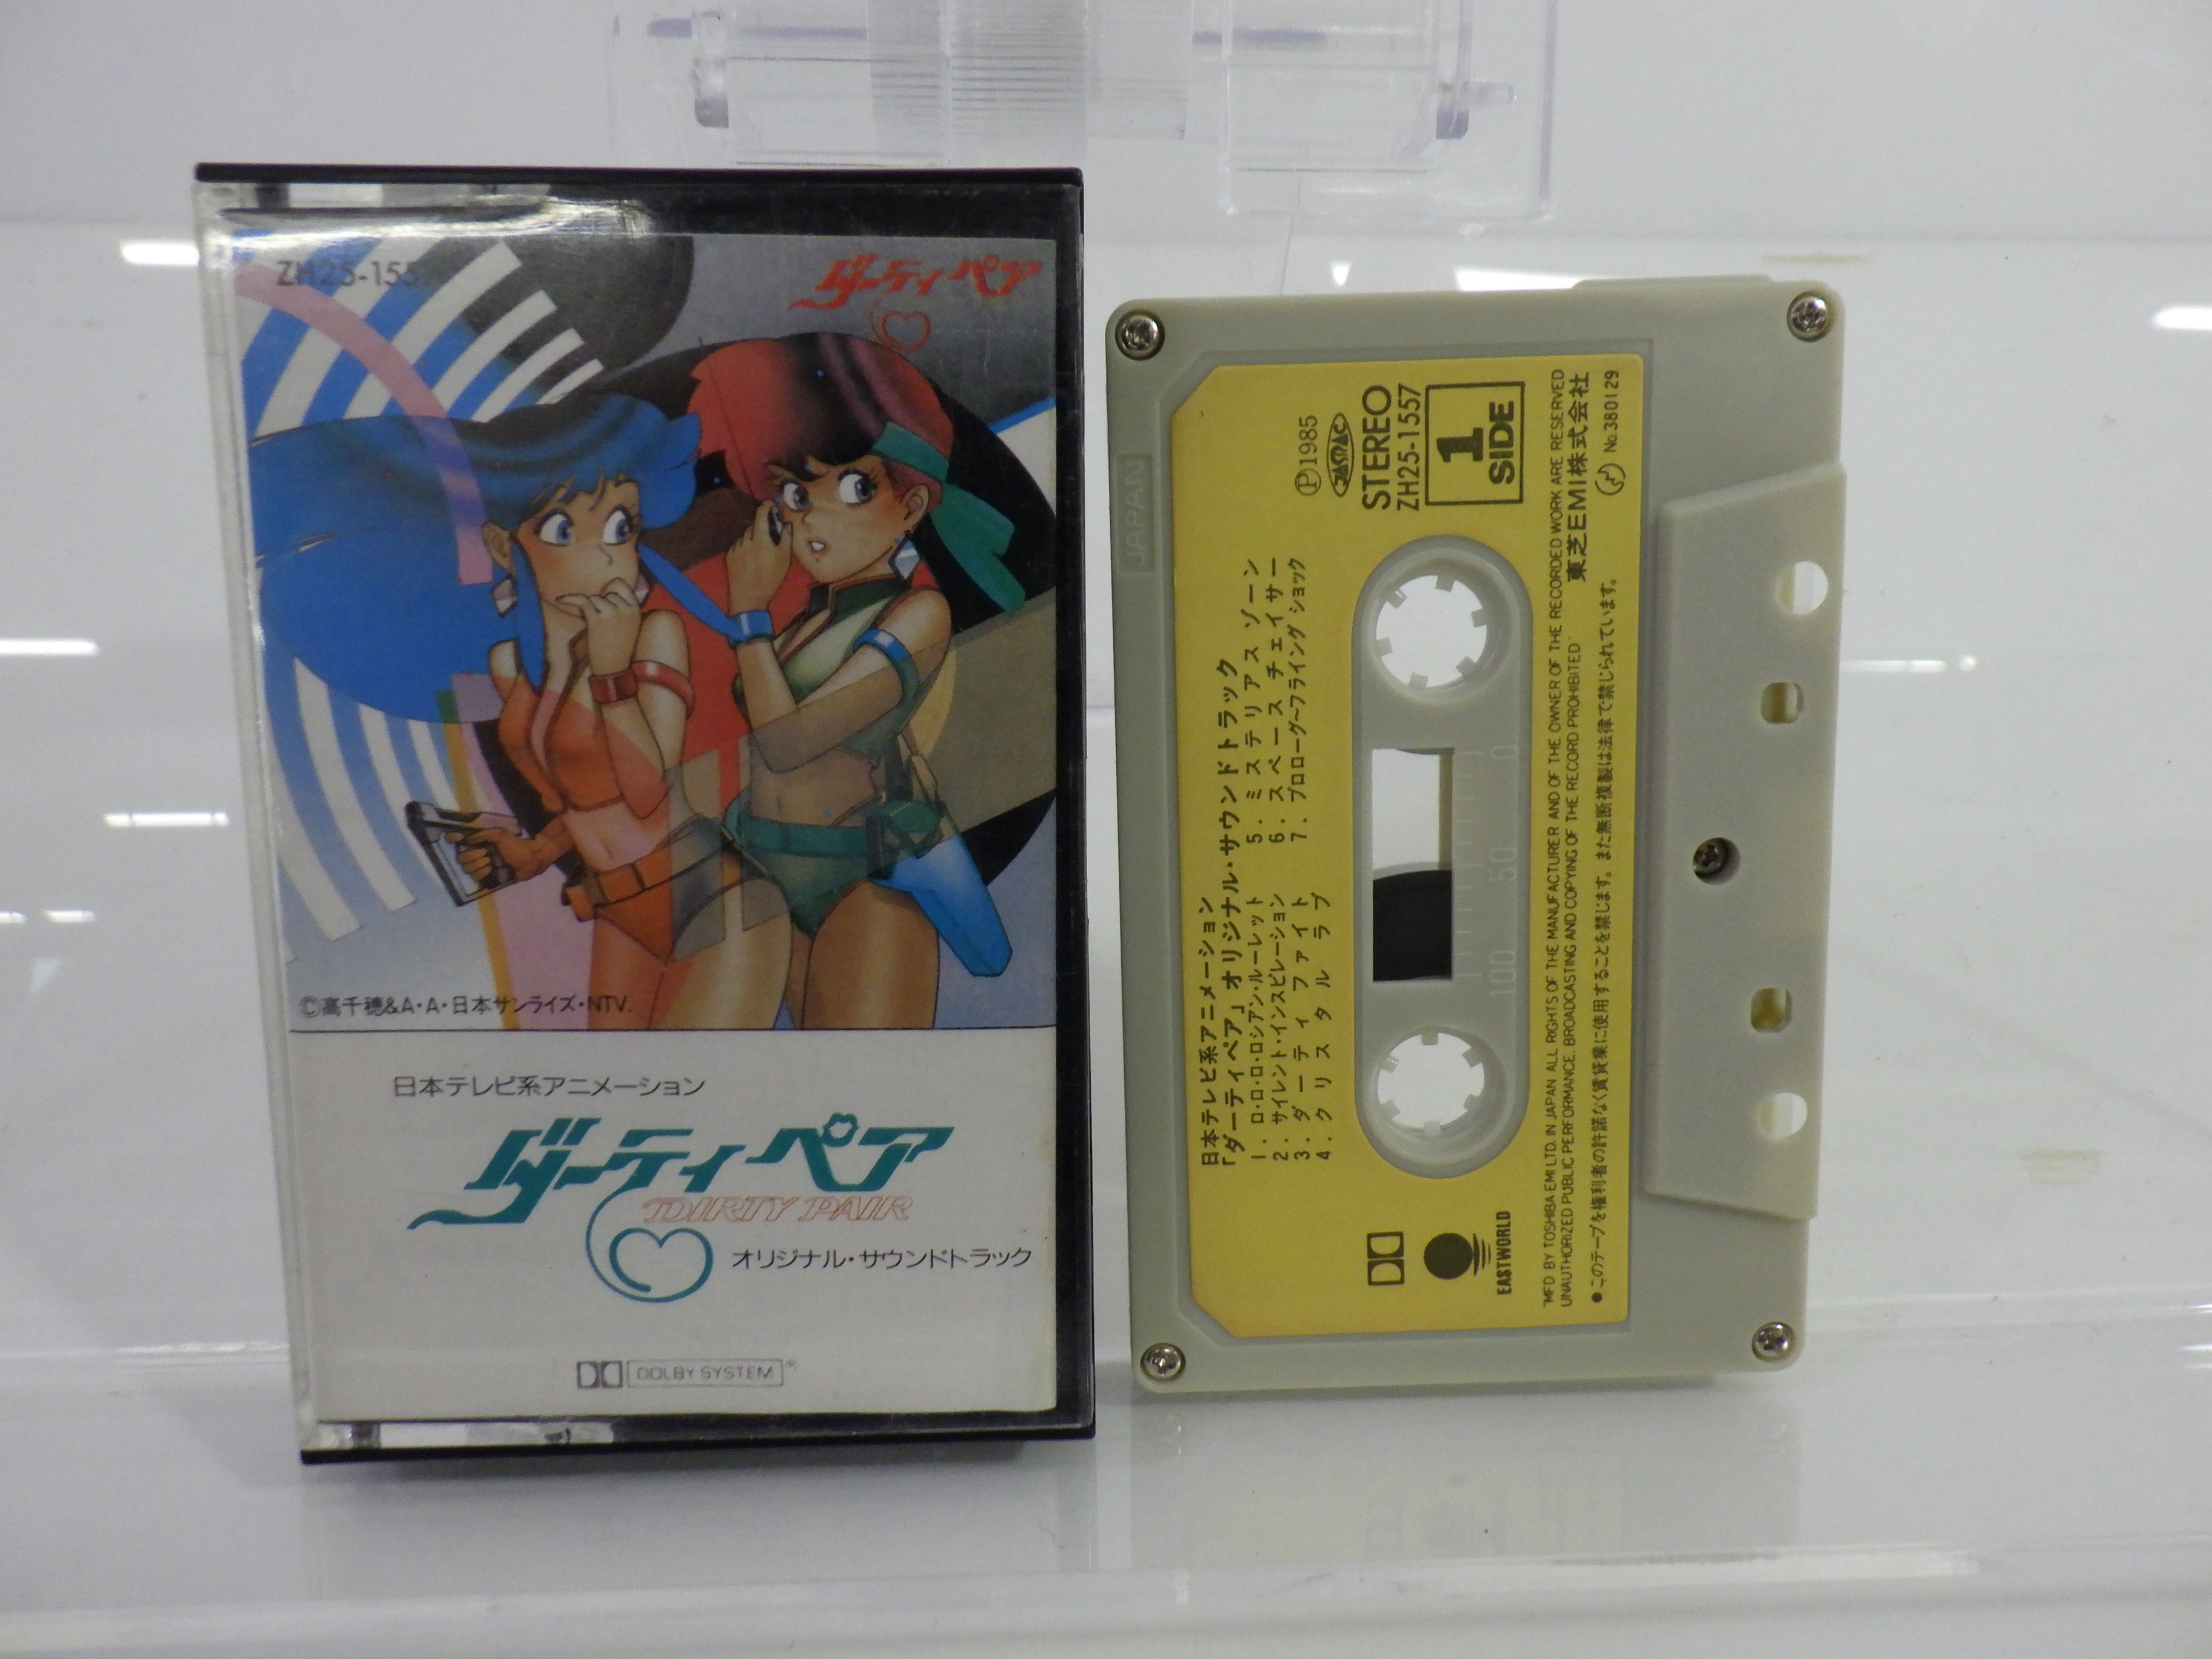 ZH25-155
ダーティペア
©高千穂&A・A・日本サンライズ・NTV.
日本テレビ系アニメーション
ダーティペア
DIRTY PAIR
オリジナル・サウンドトラック
DOLBY SYSTEM®
JAPAN
日本テレビ系アニメーション
「ダーティペア」オリジナル・サウンドトラック
1. ロ・ロ・ロ・ロシアン・ルーレット
2. サイレント・インスピレーション
3. ダーティ ファイト
4. クリスタル ラブ
5. ミステリアス ゾーン
6. スペース チェイサー
7. プロローグ〜フライング ショック
Ⓟ1985
JASRAC
STEREO
ZH25-1557
1
SIDE
100 50 0
EASTWORLD
"MFD BY TOSHIBA EMI LTD. IN JAPAN ALL RIGHTS OF THE MANUFACTURER AND OF THE OWNER OF THE RECORDED WORK ARE RESERVED
UNAUTHORIZED PUBLIC PERFORMANCE. BROADCASTING AND COPYING OF THE RECORD PROHIBITED"
東芝EMI株式会社
●このテープを権利者の許諾なく賃貸業に使用することを禁じます。また無断複製は法律で禁じられています。
No.380129